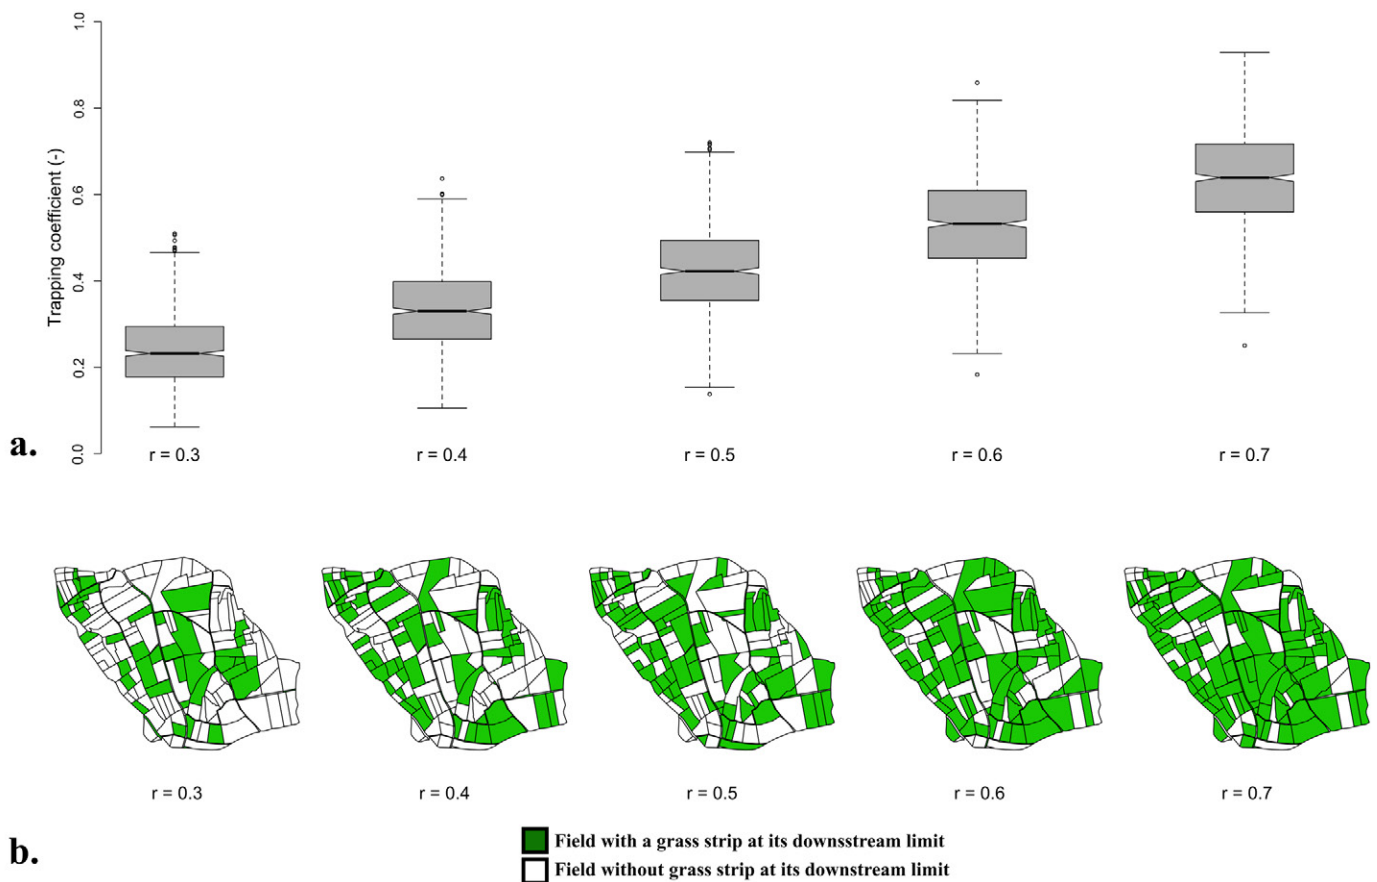 1.0
0.8
0.6
0.4
0.2
0.0
Trapping coefficient (-)
a.
r = 0.3 r = 0.4 r = 0.5 r = 0.6 r = 0.7
r = 0.3 r = 0.4 r = 0.5 r = 0.6 r = 0.7
b.
Field with a grass strip at its downsstream limit
Field without grass strip at its downstream limit